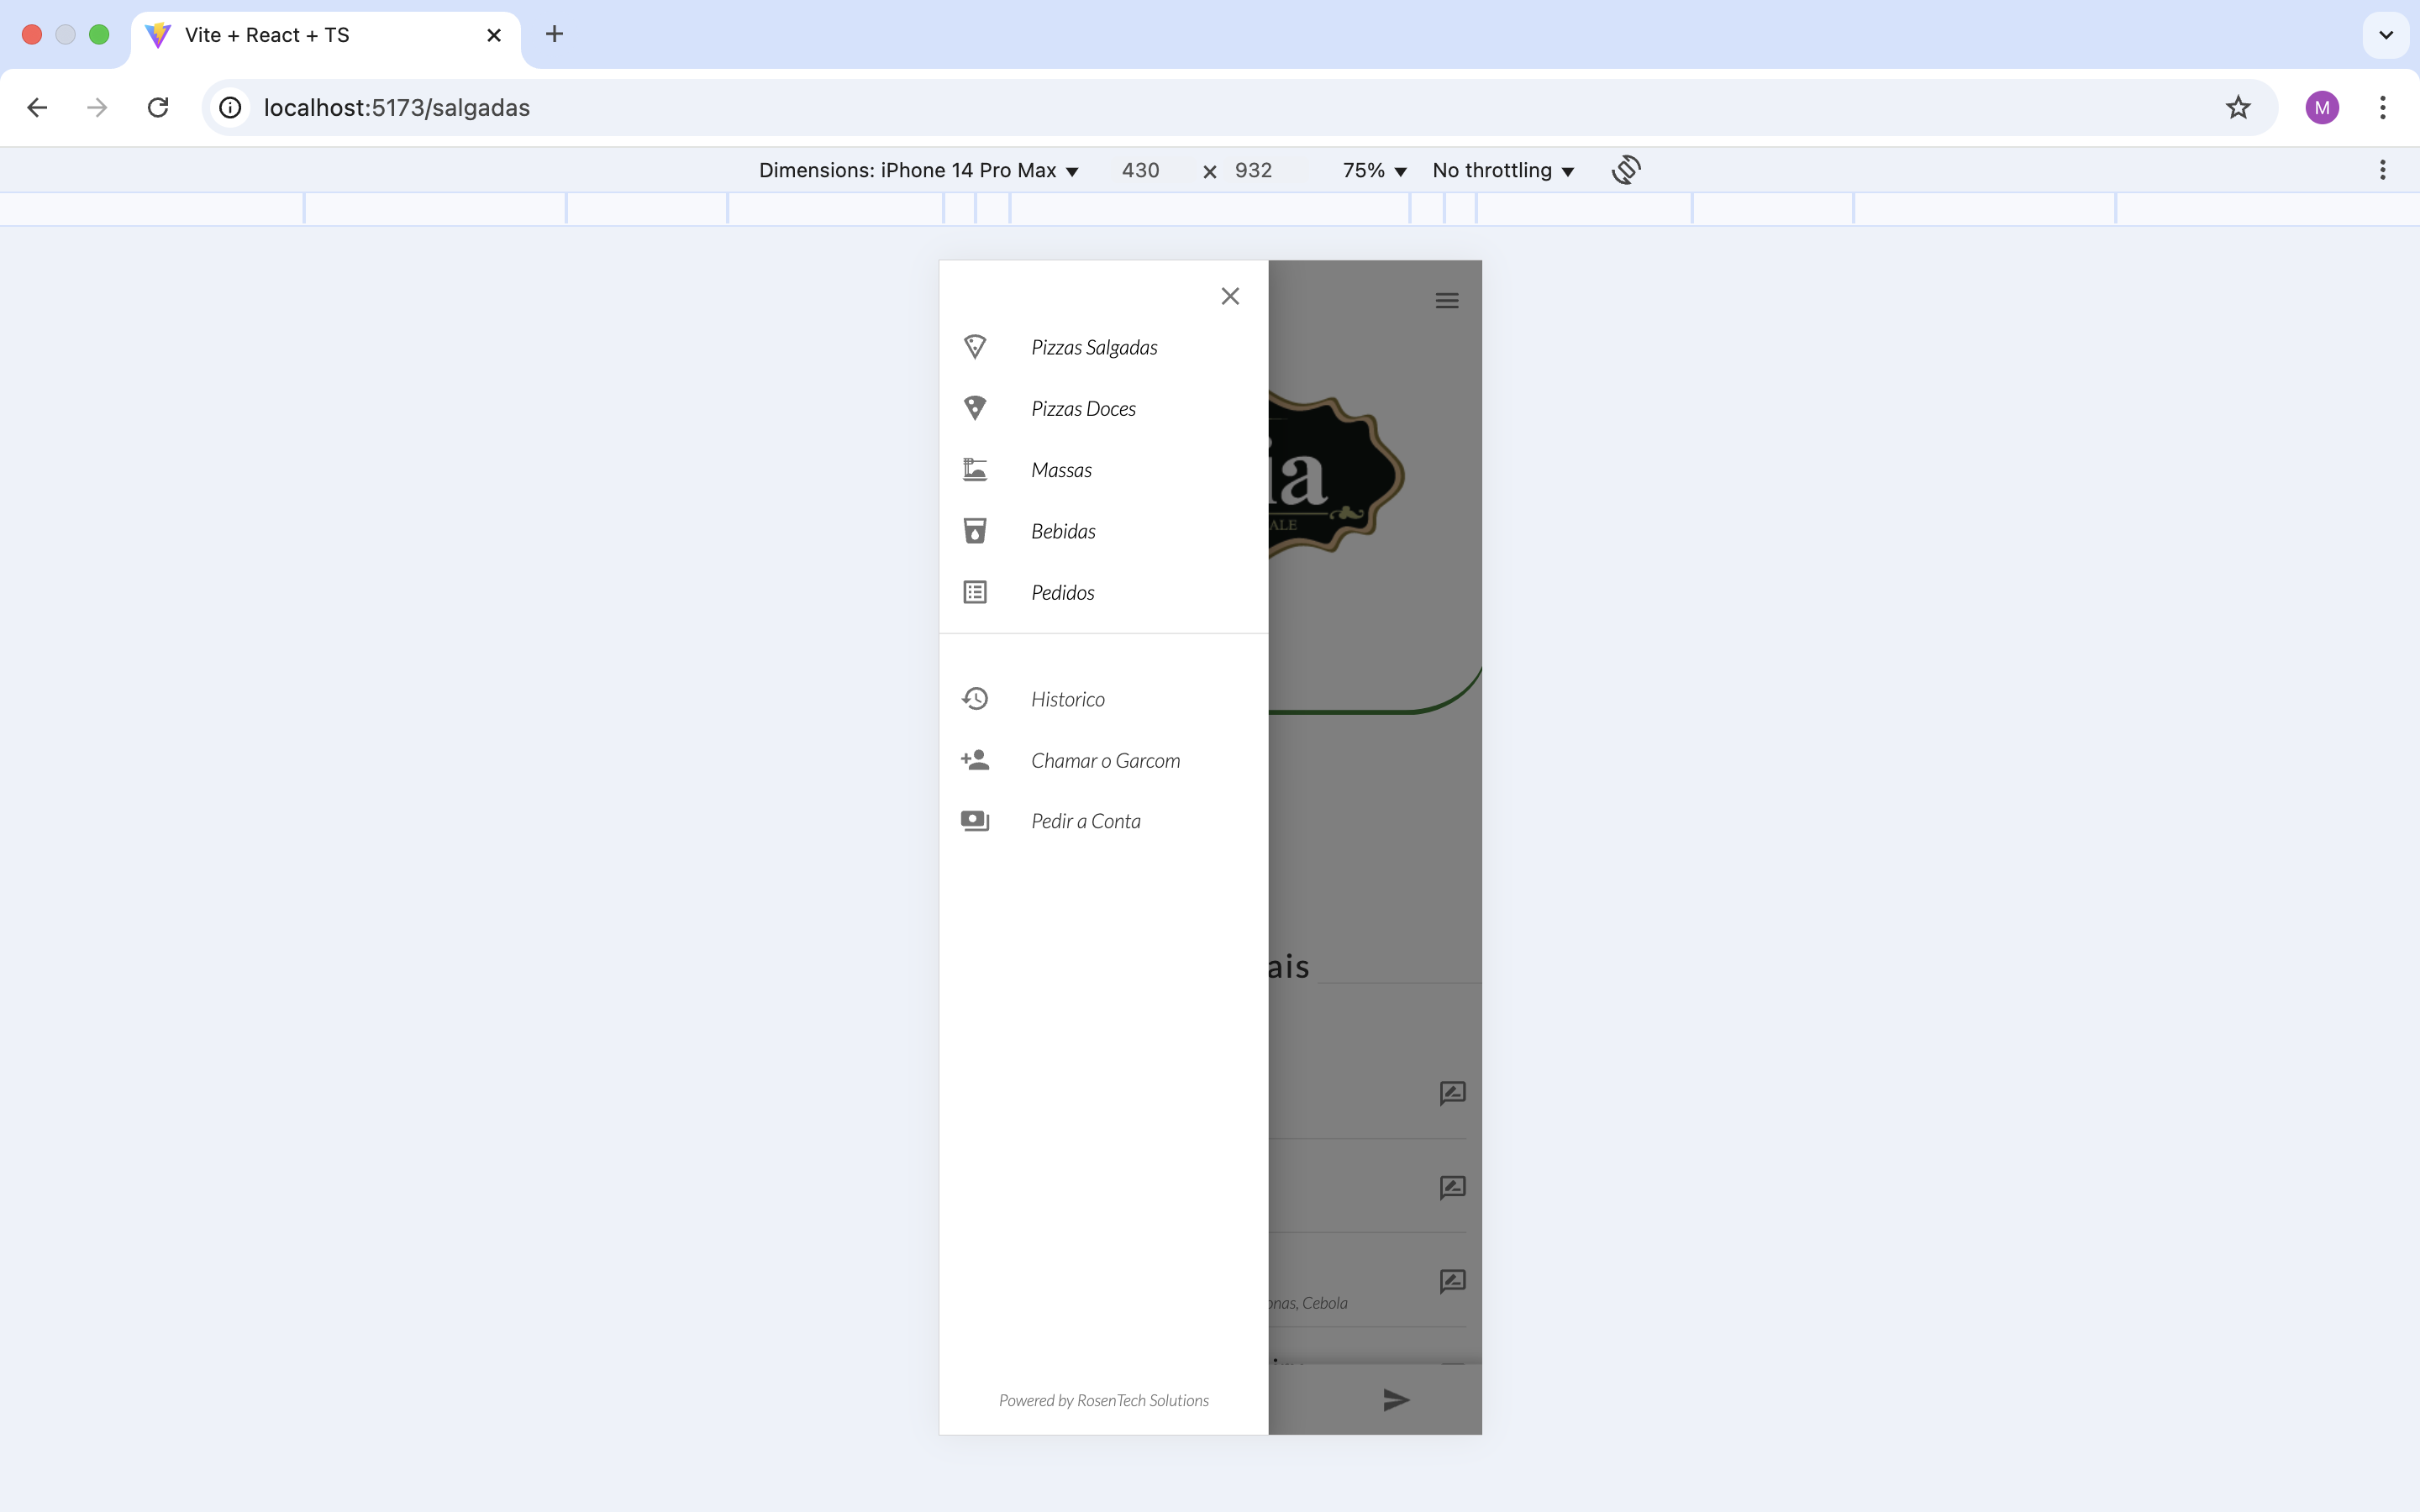 Vite + React + TS
localhost:5173/salgadas
M
Dimensions: iPhone 14 Pro Max 430 × 932 75% No throttling
Pizzas Salgadas
Pizzas Doces
Massas
Bebidas
Pedidos
Historico
Chamar o Garcom
Pedir a Conta
Powered by RosenTech Solutions
ia
ALE
ais
onas, Cebola